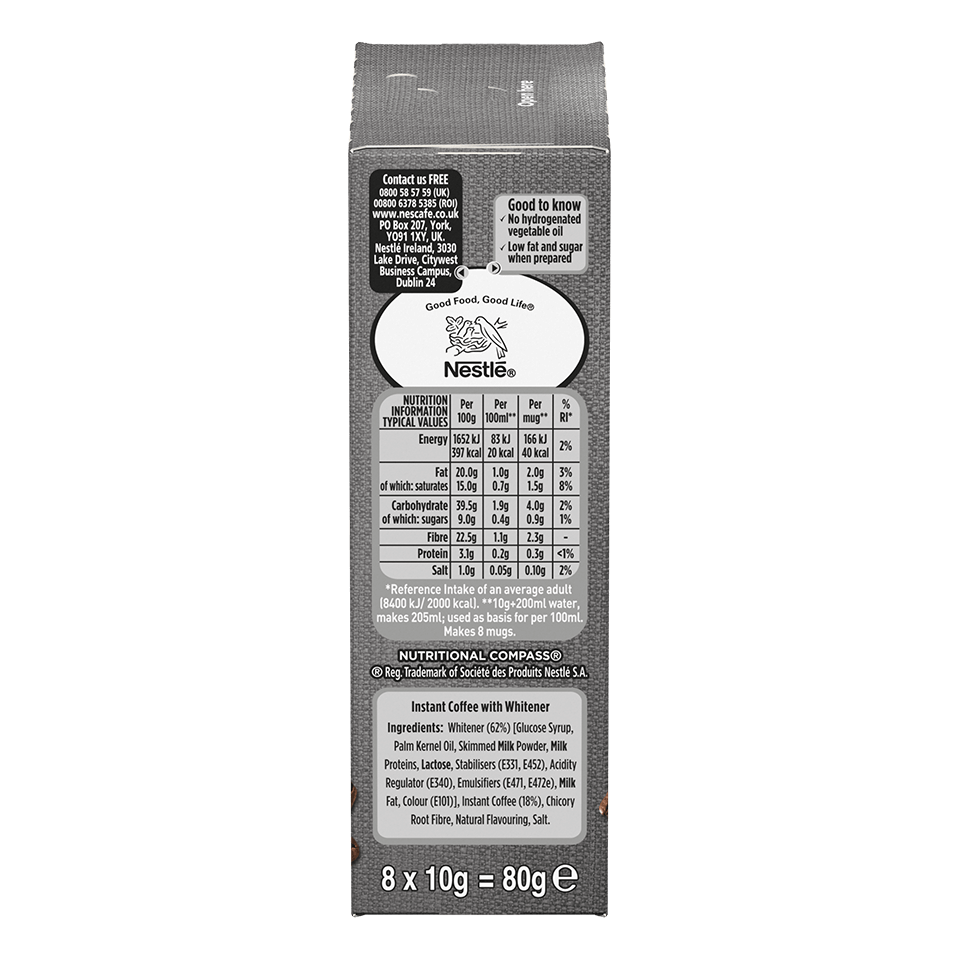 Open here
Contact us FREE
0800 58 57 59 (UK)
00800 6378 5385 (ROI)
www.nescafe.co.uk
PO Box 207, York,
YO91 1XY, UK.
Nestlé Ireland, 3030
Lake Drive, Citywest
Business Campus,
Dublin 24
Good to know
✓ No hydrogenated
vegetable oil
✓ Low fat and sugar
when prepared
Good Food, Good Life®
Nestlé®
NUTRITION INFORMATION TYPICAL VALUES Per 100g Per 100ml** Per mug** % RI*
Energy 1652 kJ 83 kJ 166 kJ 2%
397 kcal 20 kcal 40 kcal
Fat 20.0g 1.0g 2.0g 3%
of which: saturates 15.0g 0.7g 1.5g 8%
Carbohydrate 39.5g 1.9g 4.0g 2%
of which: sugars 9.0g 0.4g 0.9g 1%
Fibre 22.5g 1.1g 2.3g -
Protein 3.1g 0.2g 0.3g <1%
Salt 1.0g 0.05g 0.10g 2%
*Reference Intake of an average adult
(8400 kJ/ 2000 kcal). **10g+200ml water,
makes 205ml; used as basis for per 100ml.
Makes 8 mugs.
NUTRITIONAL COMPASS®
® Reg. Trademark of Société des Produits Nestlé S.A.
Instant Coffee with Whitener
Ingredients: Whitener (62%) [Glucose Syrup,
Palm Kernel Oil, Skimmed Milk Powder, Milk
Proteins, Lactose, Stabilisers (E331, E452), Acidity
Regulator (E340), Emulsifiers (E471, E472e), Milk
Fat, Colour (E101)], Instant Coffee (18%), Chicory
Root Fibre, Natural Flavouring, Salt.
8 x 10g = 80g ℮